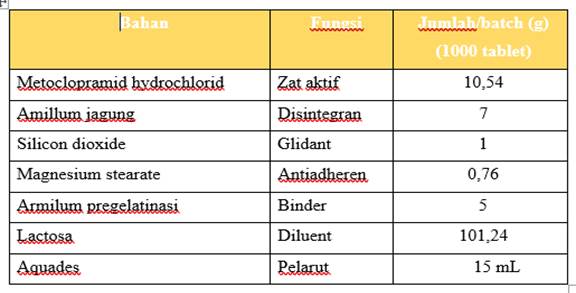 Bahan Fungsi Jumlah/batch (g)
(1000 tablet)
Metoclopramid hydrochlorid Zat aktif 10,54
Amillum jagung Disintegran 7
Silicon dioxide Glidant 1
Magnesium stearate Antiadheren 0,76
Armilum pregelatinasi Binder 5
Lactosa Diluent 101,24
Aquades Pelarut 15 mL